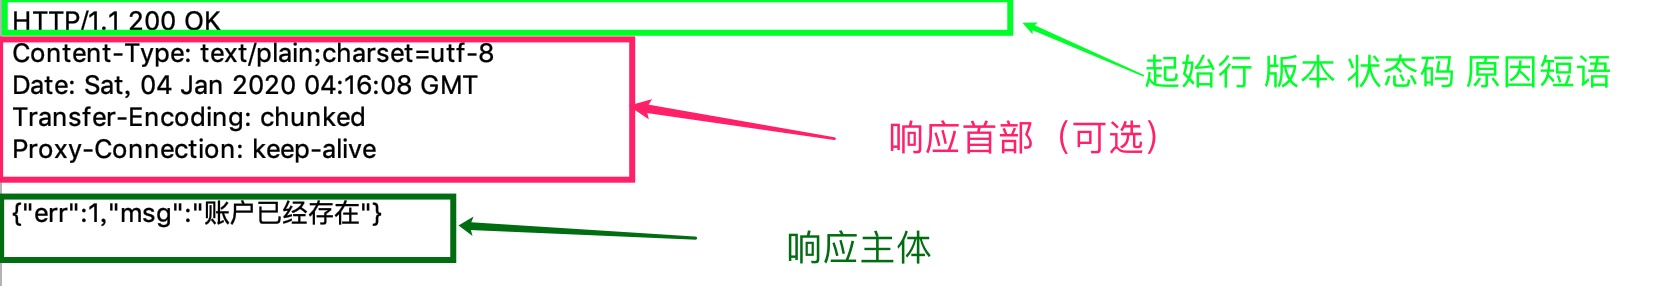 HTTP/1.1 200 OK
起始行 版本 状态码 原因短语
Content-Type: text/plain;charset=utf-8
Date: Sat, 04 Jan 2020 04:16:08 GMT
Transfer-Encoding: chunked
响应首部（可选）
Proxy-Connection: keep-alive
{"err":1,"msg":"账户已经存在"}
响应主体